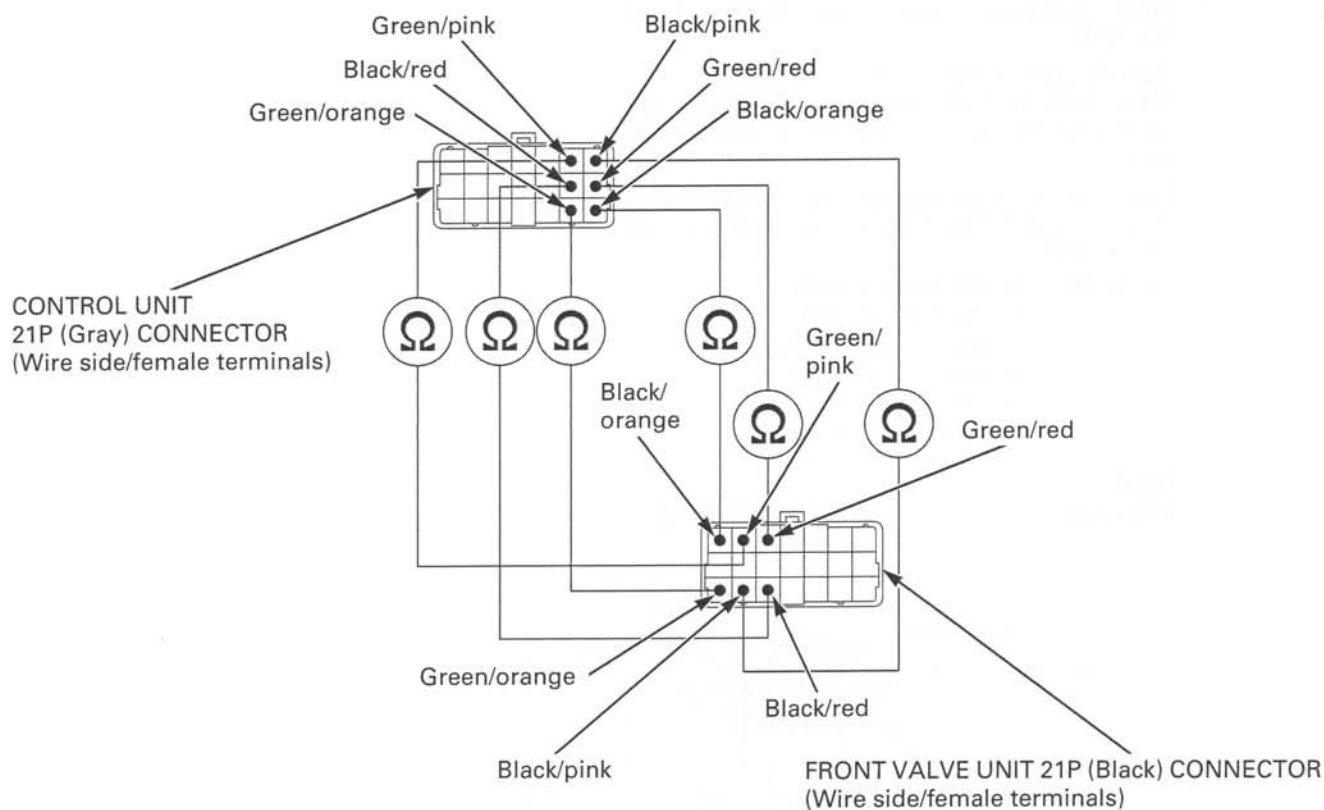 Green/pink
Black/pink
Black/red
Green/red
Green/orange
Black/orange
CONTROL UNIT
21P (Gray) CONNECTOR
(Wire side/female terminals)
Ω
Ω
Ω
Ω
Green/
pink
Black/
orange
Ω
Ω
Green/red
Green/orange
Black/red
Black/pink
FRONT VALVE UNIT 21P (Black) CONNECTOR
(Wire side/female terminals)